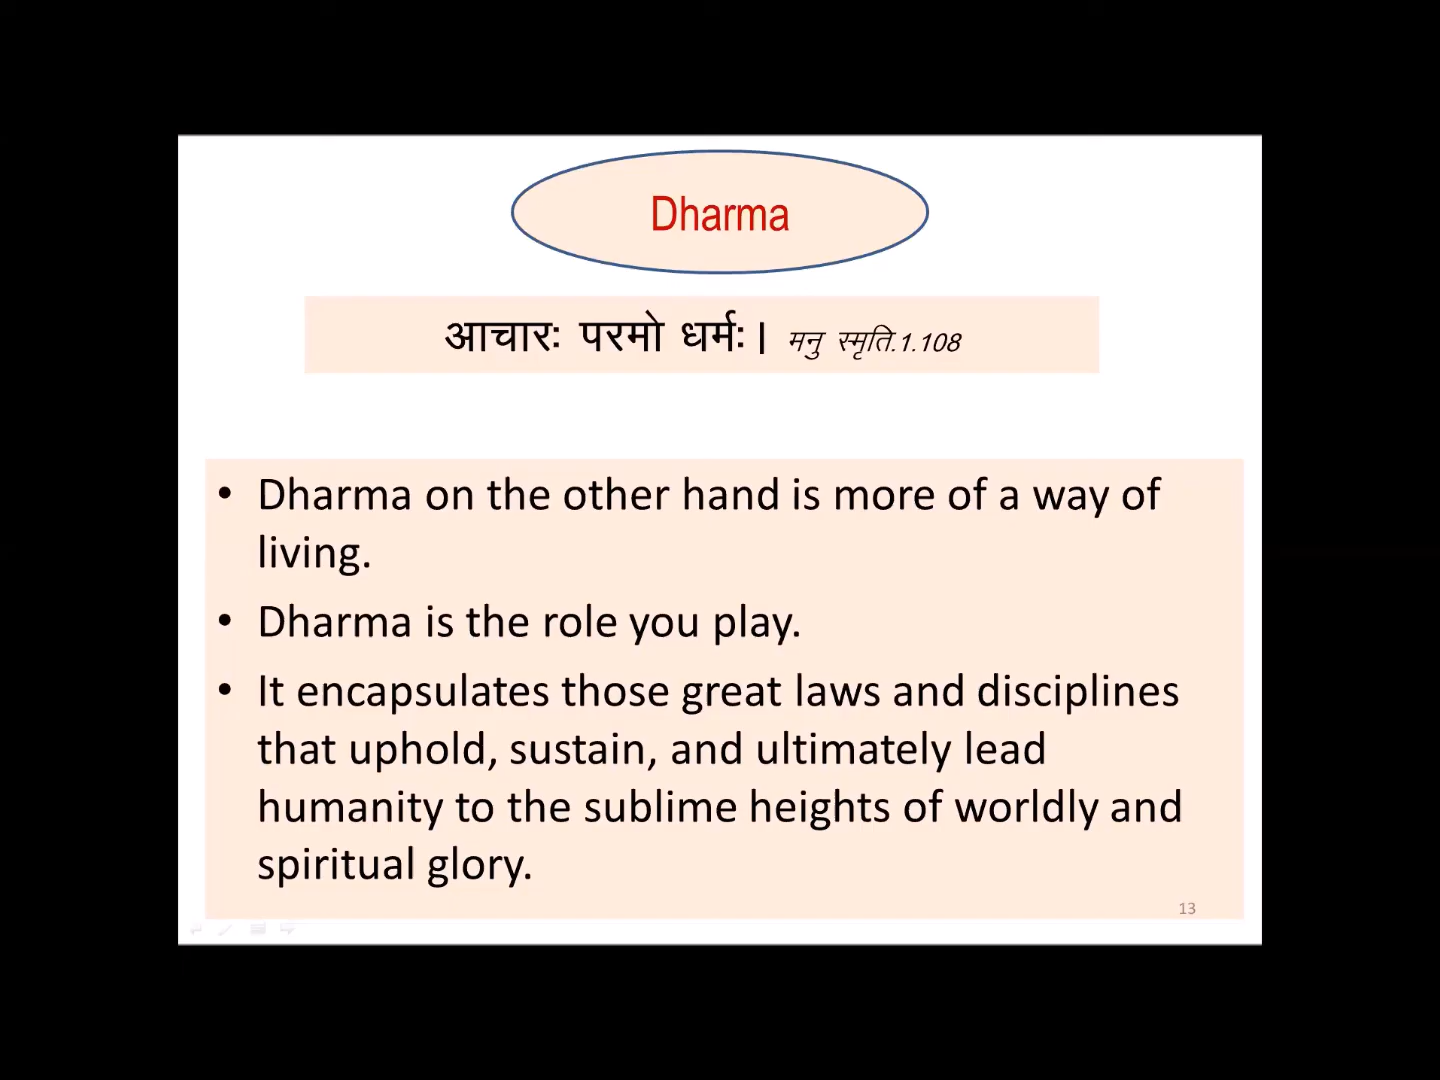 Dharma
आचारः परमो धर्मः। मनु स्मृति.1.108
• Dharma on the other hand is more of a way of
living.
• Dharma is the role you play.
• It encapsulates those great laws and disciplines
that uphold, sustain, and ultimately lead
humanity to the sublime heights of worldly and
spiritual glory.
13